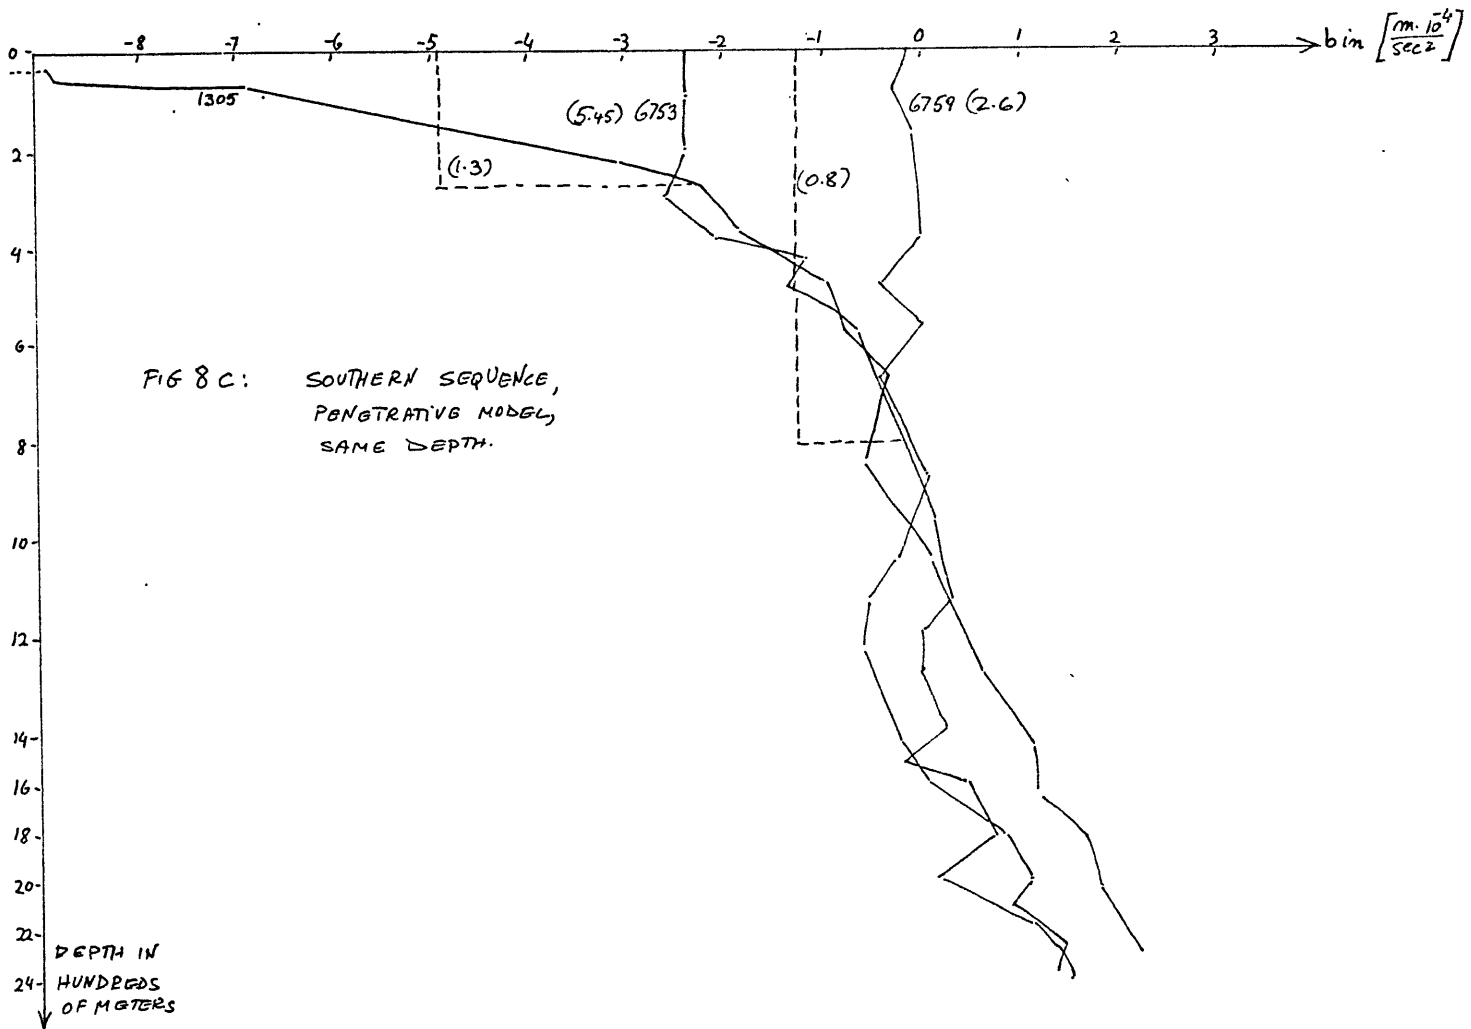 -8 -7 -6 -5 -4 -3 -2 -1 0 1 2 3 b in [m·10⁻⁴/sec²]
0
1305
(5.45) 6753
6759 (2.6)
2
(1.3)
(0.8)
4
6
FIG 8C: SOUTHERN SEQUENCE,
PENETRATIVE MODEL,
SAME DEPTH.
8
10
12
14
16
18
20
22
DEPTH IN
24 HUNDREDS
OF METERS